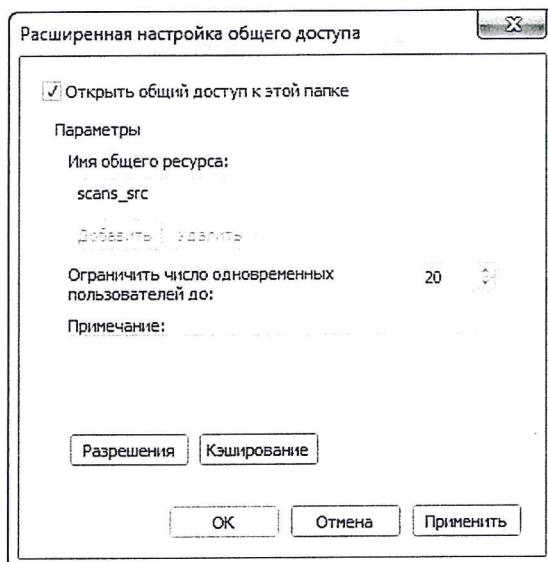 Расширенная настройка общего доступа
Открыть общий доступ к этой папке
Параметры
Имя общего ресурса:
scans_src
Добавить Удалить
Ограничить число одновременных 20
пользователей до:
Примечание:
Разрешения Кэширование
ОК Отмена Применить